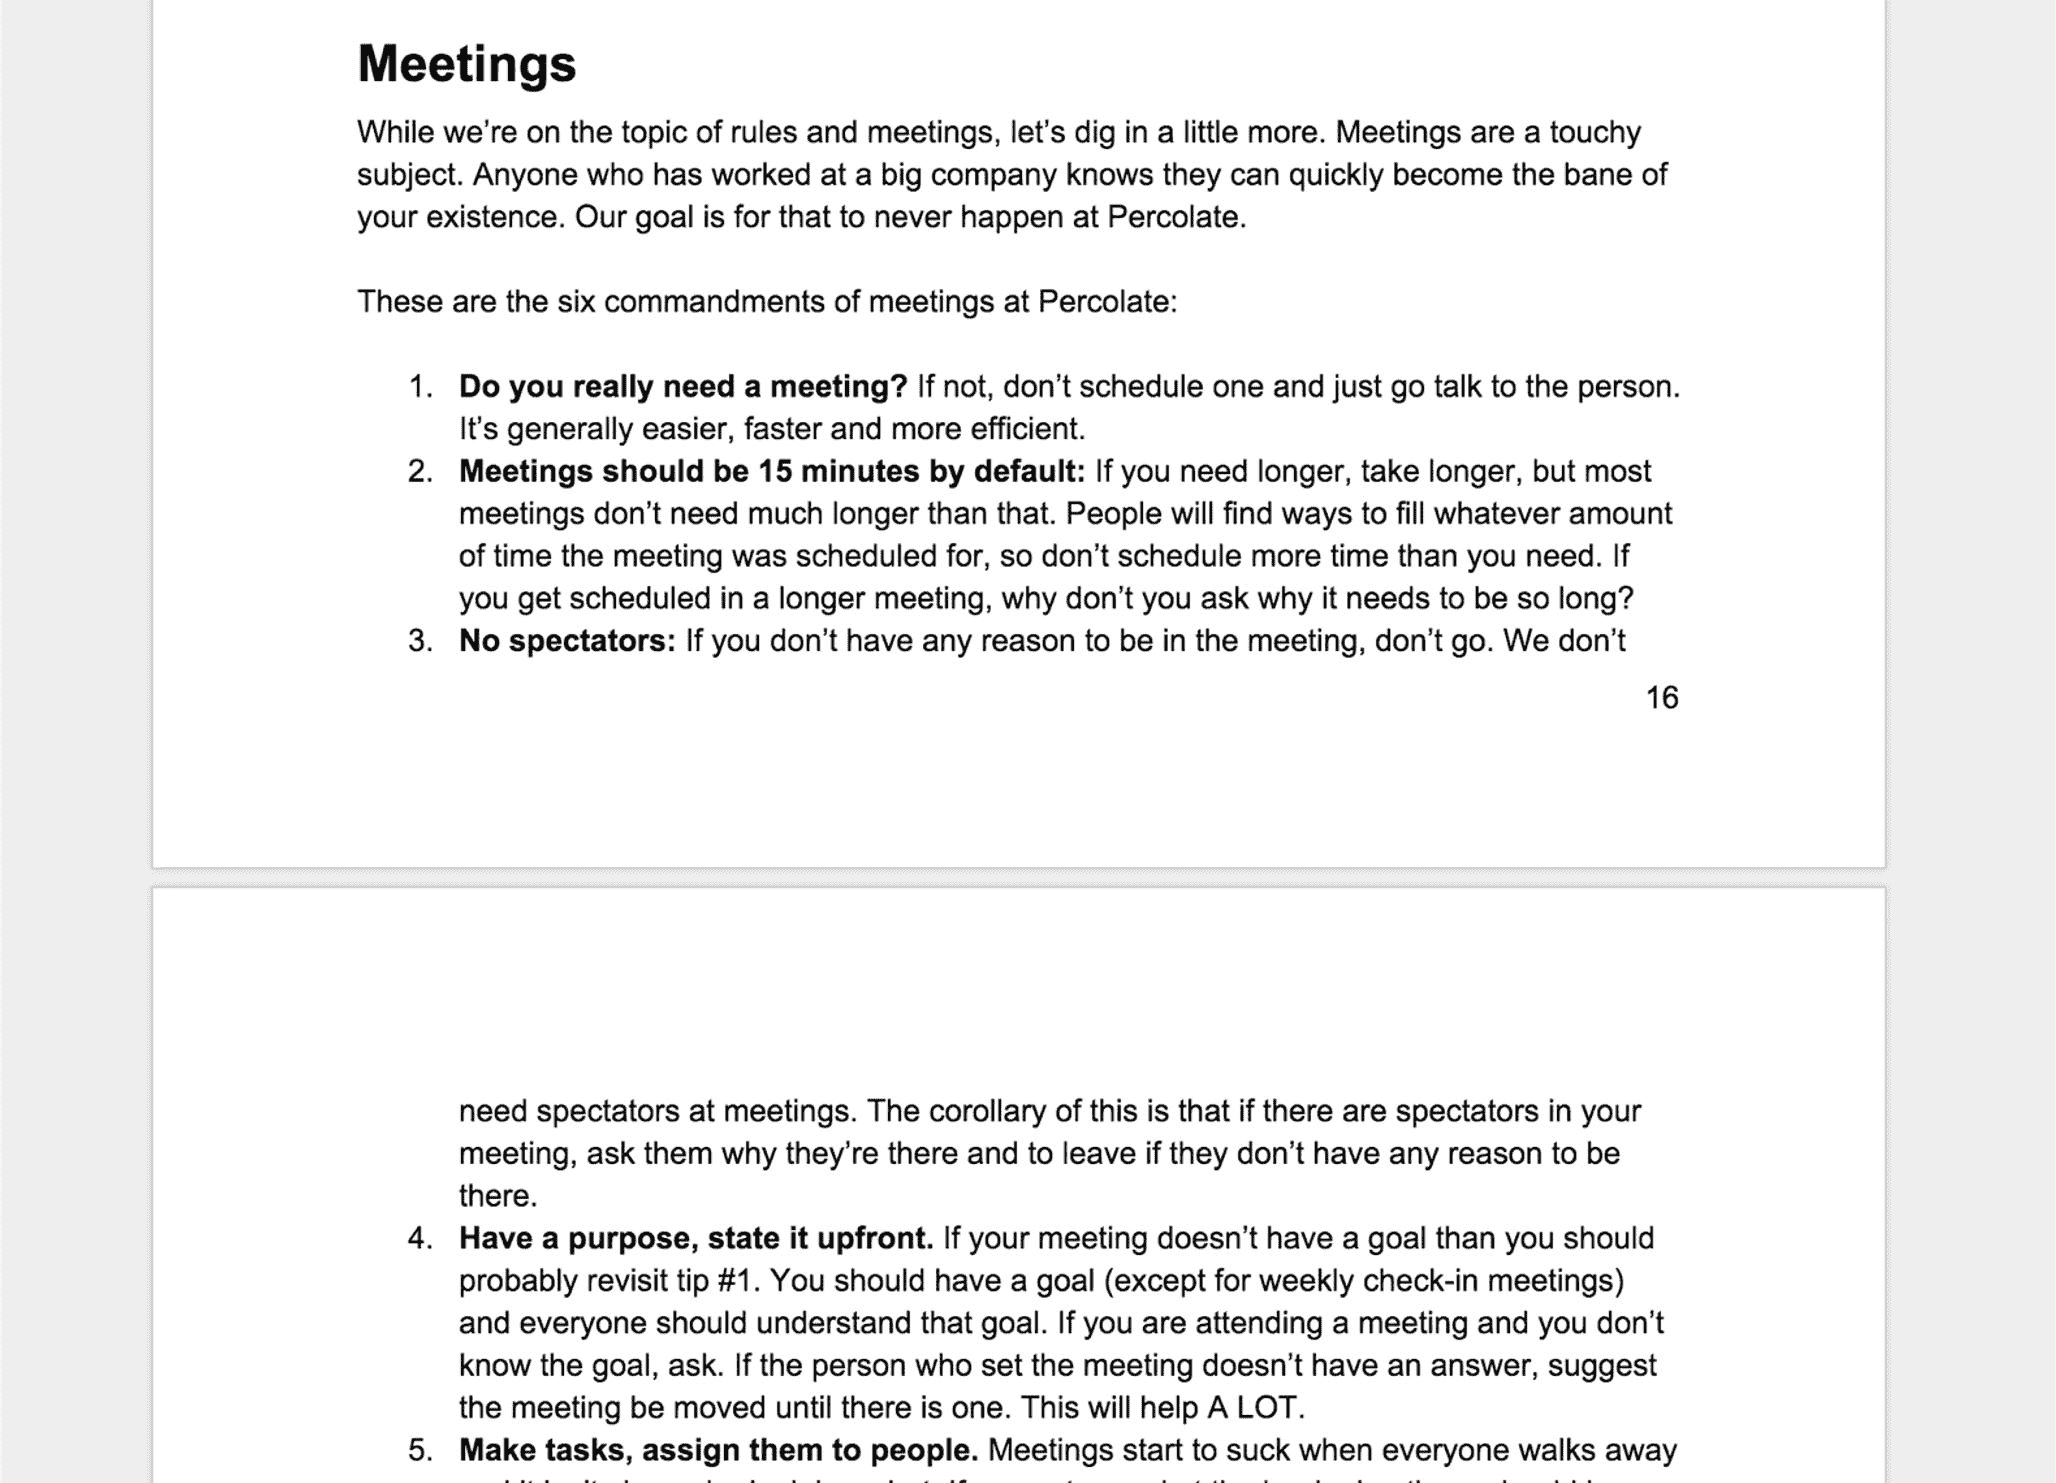 Meetings
While we’re on the topic of rules and meetings, let’s dig in a little more. Meetings are a touchy
subject. Anyone who has worked at a big company knows they can quickly become the bane of
your existence. Our goal is for that to never happen at Percolate.
These are the six commandments of meetings at Percolate:
1. Do you really need a meeting? If not, don’t schedule one and just go talk to the person.
It’s generally easier, faster and more efficient.
2. Meetings should be 15 minutes by default: If you need longer, take longer, but most
meetings don’t need much longer than that. People will find ways to fill whatever amount
of time the meeting was scheduled for, so don’t schedule more time than you need. If
you get scheduled in a longer meeting, why don’t you ask why it needs to be so long?
3. No spectators: If you don’t have any reason to be in the meeting, don’t go. We don’t
16
need spectators at meetings. The corollary of this is that if there are spectators in your
meeting, ask them why they’re there and to leave if they don’t have any reason to be
there.
4. Have a purpose, state it upfront. If your meeting doesn’t have a goal than you should
probably revisit tip #1. You should have a goal (except for weekly check-in meetings)
and everyone should understand that goal. If you are attending a meeting and you don’t
know the goal, ask. If the person who set the meeting doesn’t have an answer, suggest
the meeting be moved until there is one. This will help A LOT.
5. Make tasks, assign them to people. Meetings start to suck when everyone walks away